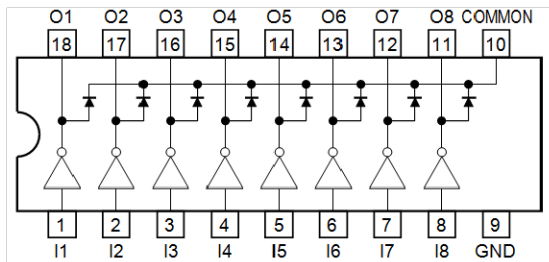 O1 O2 O3 O4 O5 O6 O7 O8 COMMON
18 17 16 15 14 13 12 11 10
1 2 3 4 5 6 7 8 9
I1 I2 I3 I4 I5 I6 I7 I8 GND